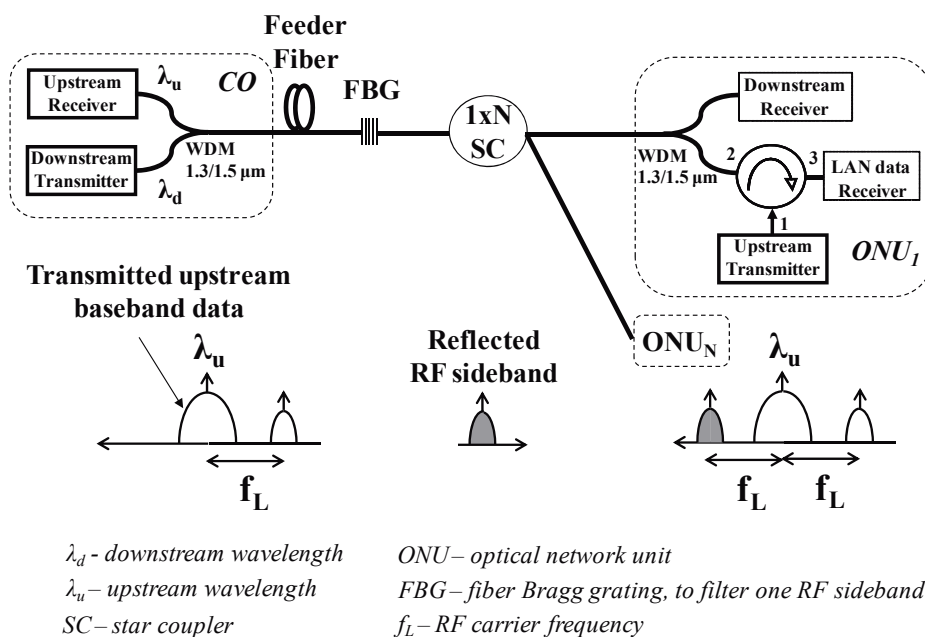 Feeder
Fiber
FBG
CO
λu
Upstream
Receiver
WDM
1.3/1.5 μm
Downstream
Transmitter
λd
1xN
SC
Downstream
Receiver
WDM
1.3/1.5 μm
2
3
LAN data
Receiver
1
Upstream
Transmitter
ONU1
ONUN
Transmitted upstream
baseband data
λu
fL
Reflected
RF sideband
λu
fL
fL
λd - downstream wavelength
λu – upstream wavelength
SC – star coupler
ONU – optical network unit
FBG – fiber Bragg grating, to filter one RF sideband
fL – RF carrier frequency